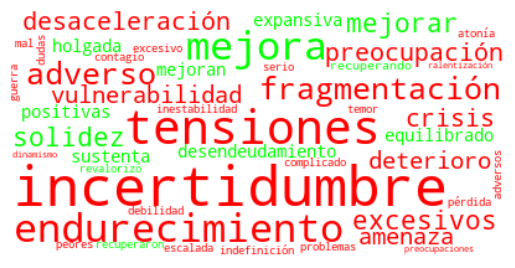 desaceleración expansiva mejorar atonía
mal dudas holgada contagio excesivo mejora preocupación
guerra adverso mejoran serio recuperando ralentización
vulnerabilidad fragmentación
positivas inestabilidad temor crisis
solidez tensiones equilibrado
dinamismo sustenta desendeudamiento deterioro
revalorizó complicado adversos
incertidumbre pérdida
debilidad excesivos
endurecimiento amenaza
peores recuperaron escalada indefinición problemas preocupaciones